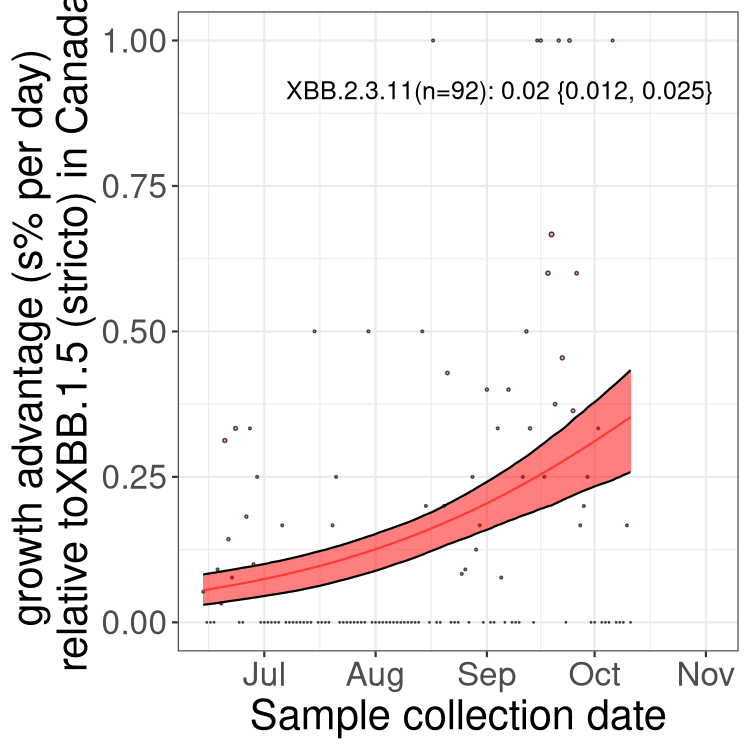 growth advantage (s% per day)
relative toXBB.1.5 (stricto) in Canada
1.00
0.75
0.50
0.25
0.00
XBB.2.3.11(n=92): 0.02 {0.012, 0.025}
Jul Aug Sep Oct Nov
Sample collection date